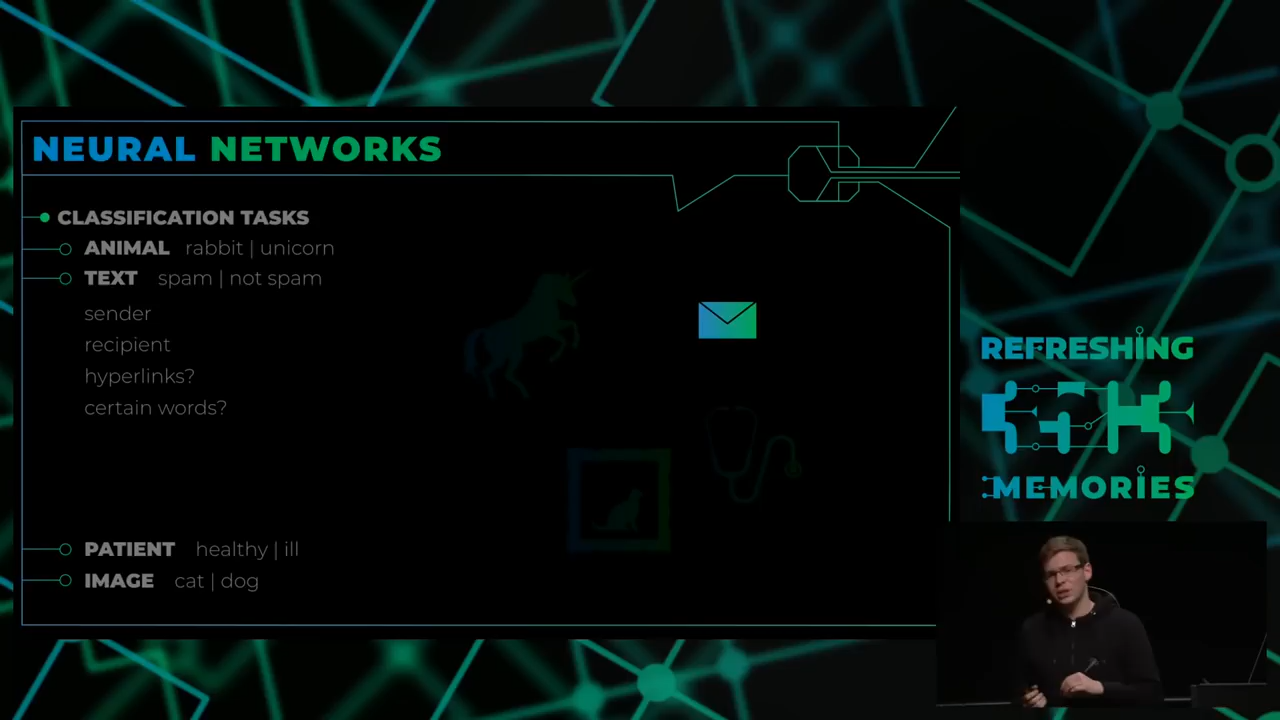 NEURAL NETWORKS
CLASSIFICATION TASKS
ANIMAL rabbit | unicorn
TEXT spam | not spam
sender
recipient
hyperlinks?
certain words?
PATIENT healthy | ill
IMAGE cat | dog
REFRESHING
35C3
MEMORIES